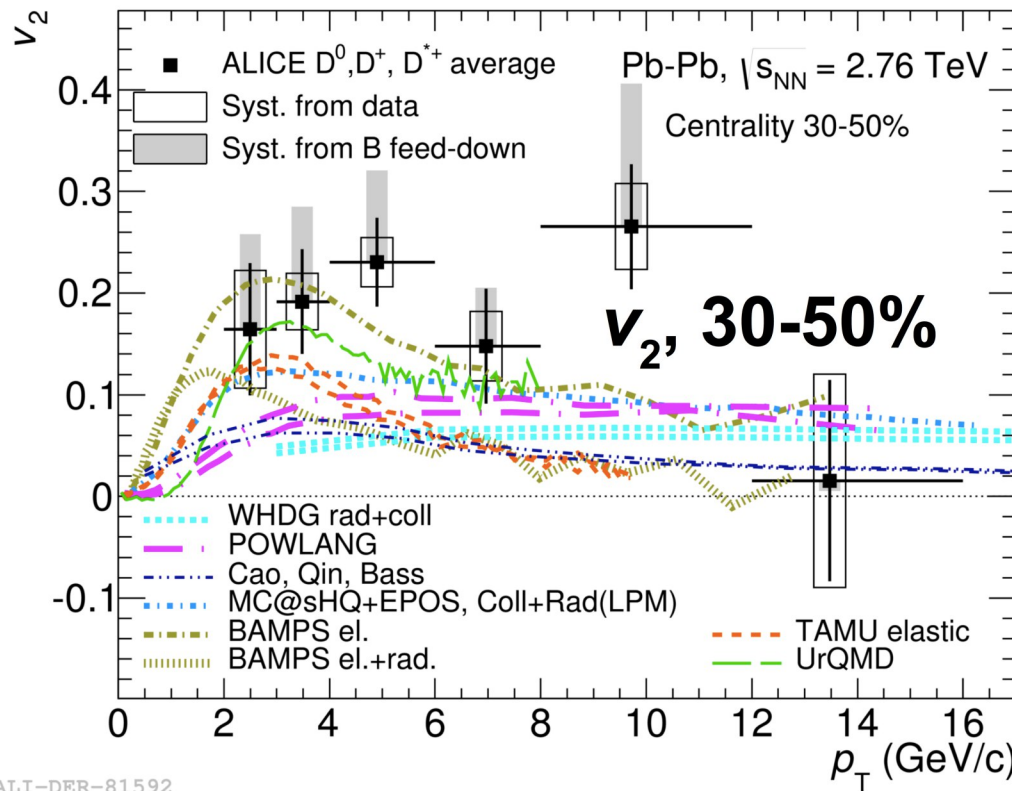 v₂
ALICE D⁰,D⁺, D*⁺ average
Syst. from data
Syst. from B feed-down
Pb-Pb, √sNN = 2.76 TeV
Centrality 30-50%
v₂, 30-50%
0.4
0.3
0.2
0.1
0
-0.1
WHDG rad+coll
POWLANG
Cao, Qin, Bass
MC@sHQ+EPOS, Coll+Rad(LPM)
BAMPS el.
BAMPS el.+rad.
TAMU elastic
UrQMD
0 2 4 6 8 10 12 14 16
pT (GeV/c)
ALI-DER-81592